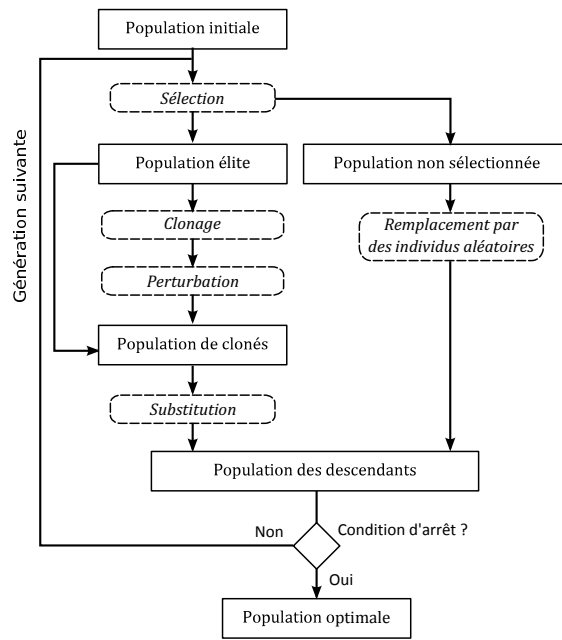 Population initiale
Sélection
Population élite
Population non sélectionnée
Génération suivante
Clonage
Remplacement par
des individus aléatoires
Perturbation
Population de clonés
Substitution
Population des descendants
Non
Condition d'arrêt ?
Oui
Population optimale